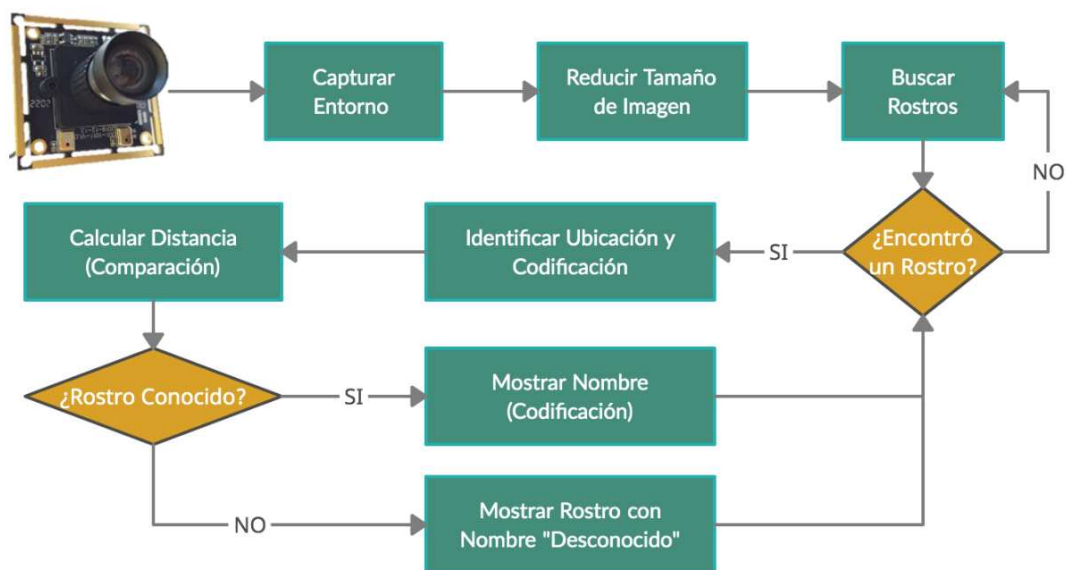 2202
Capturar
Entorno
Reducir Tamaño
de Imagen
Buscar
Rostros
NO
Calcular Distancia
(Comparación)
Identificar Ubicación y
Codificación
SI
¿Encontró
un Rostro?
¿Rostro Conocido?
SI
Mostrar Nombre
(Codificación)
NO
Mostrar Rostro con
Nombre "Desconocido"